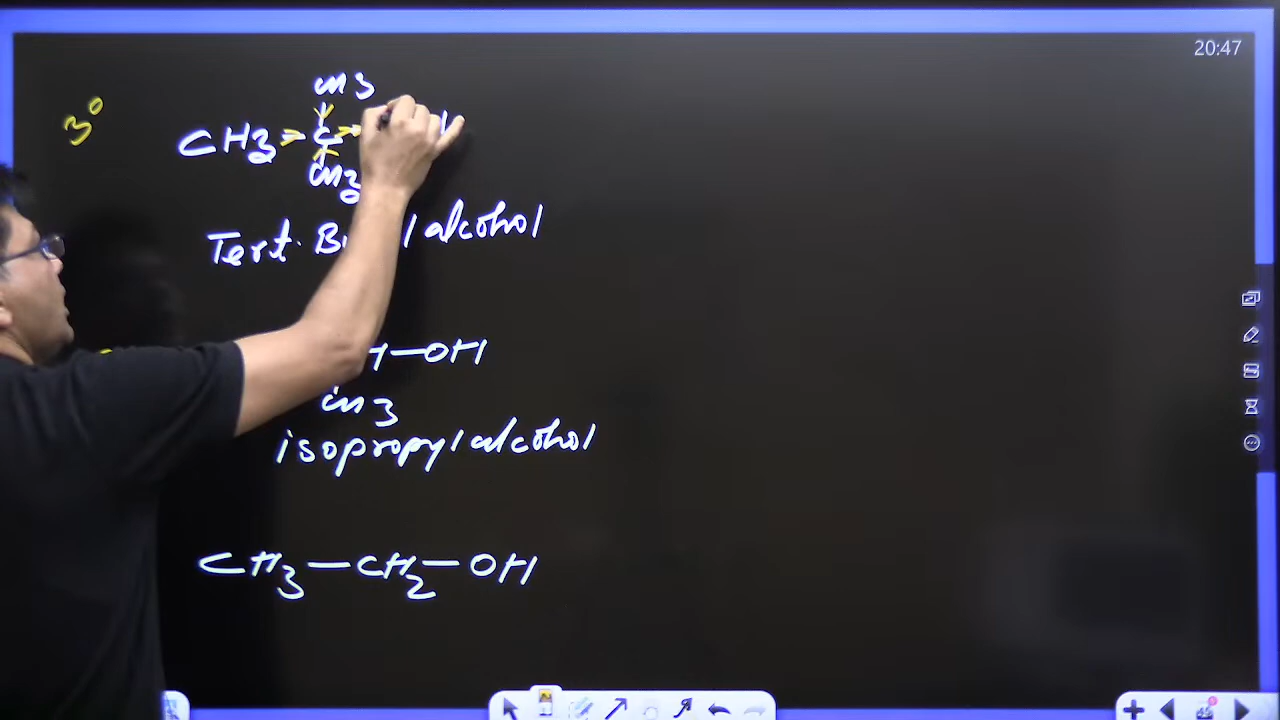 20:47
3°
CH3
CH3 C
CH3
Tert. alcohol
-OH
CH3
isopropyl alcohol
CH3-CH2-OH